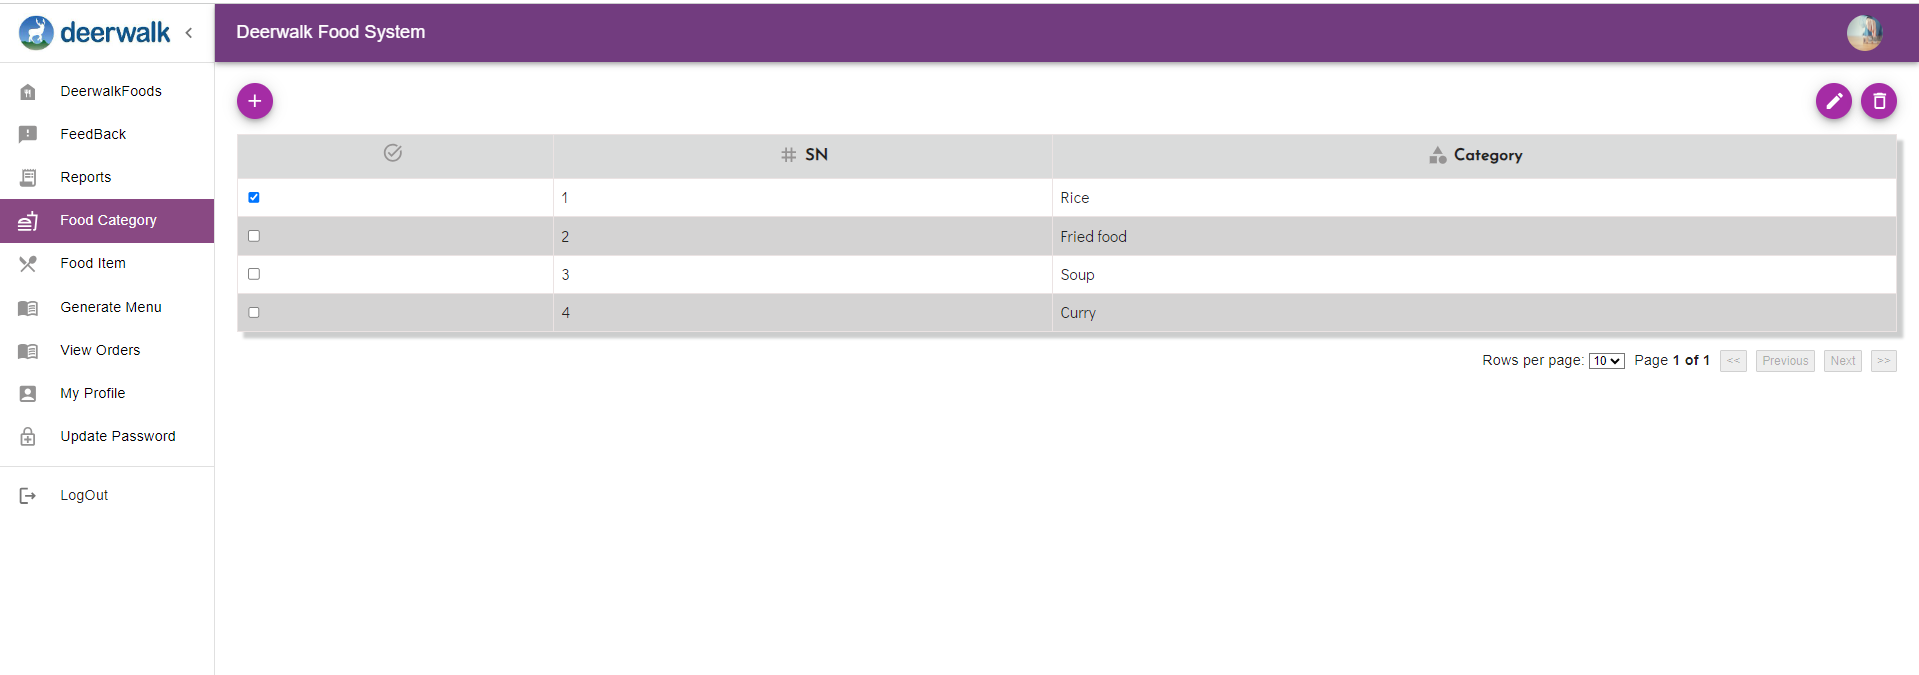 deerwalk
Deerwalk Food System
DeerwalkFoods
FeedBack
Reports
Food Category
Food Item
Generate Menu
View Orders
My Profile
Update Password
LogOut
# SN Category
1 Rice
2 Fried food
3 Soup
4 Curry
Rows per page: 10 Page 1 of 1 << Previous Next >>